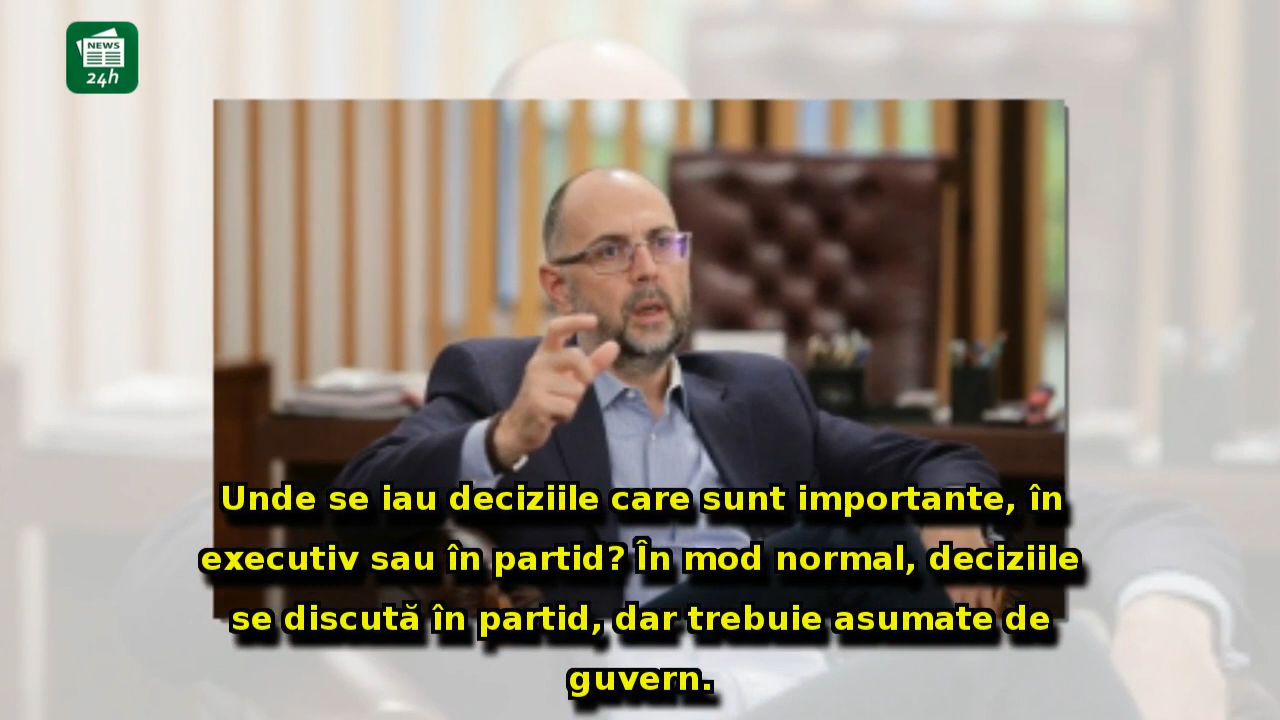 NEWS
24h
Unde se iau deciziile care sunt importante, în
executiv sau în partid? În mod normal, deciziile
se discută în partid, dar trebuie asumate de
guvern.